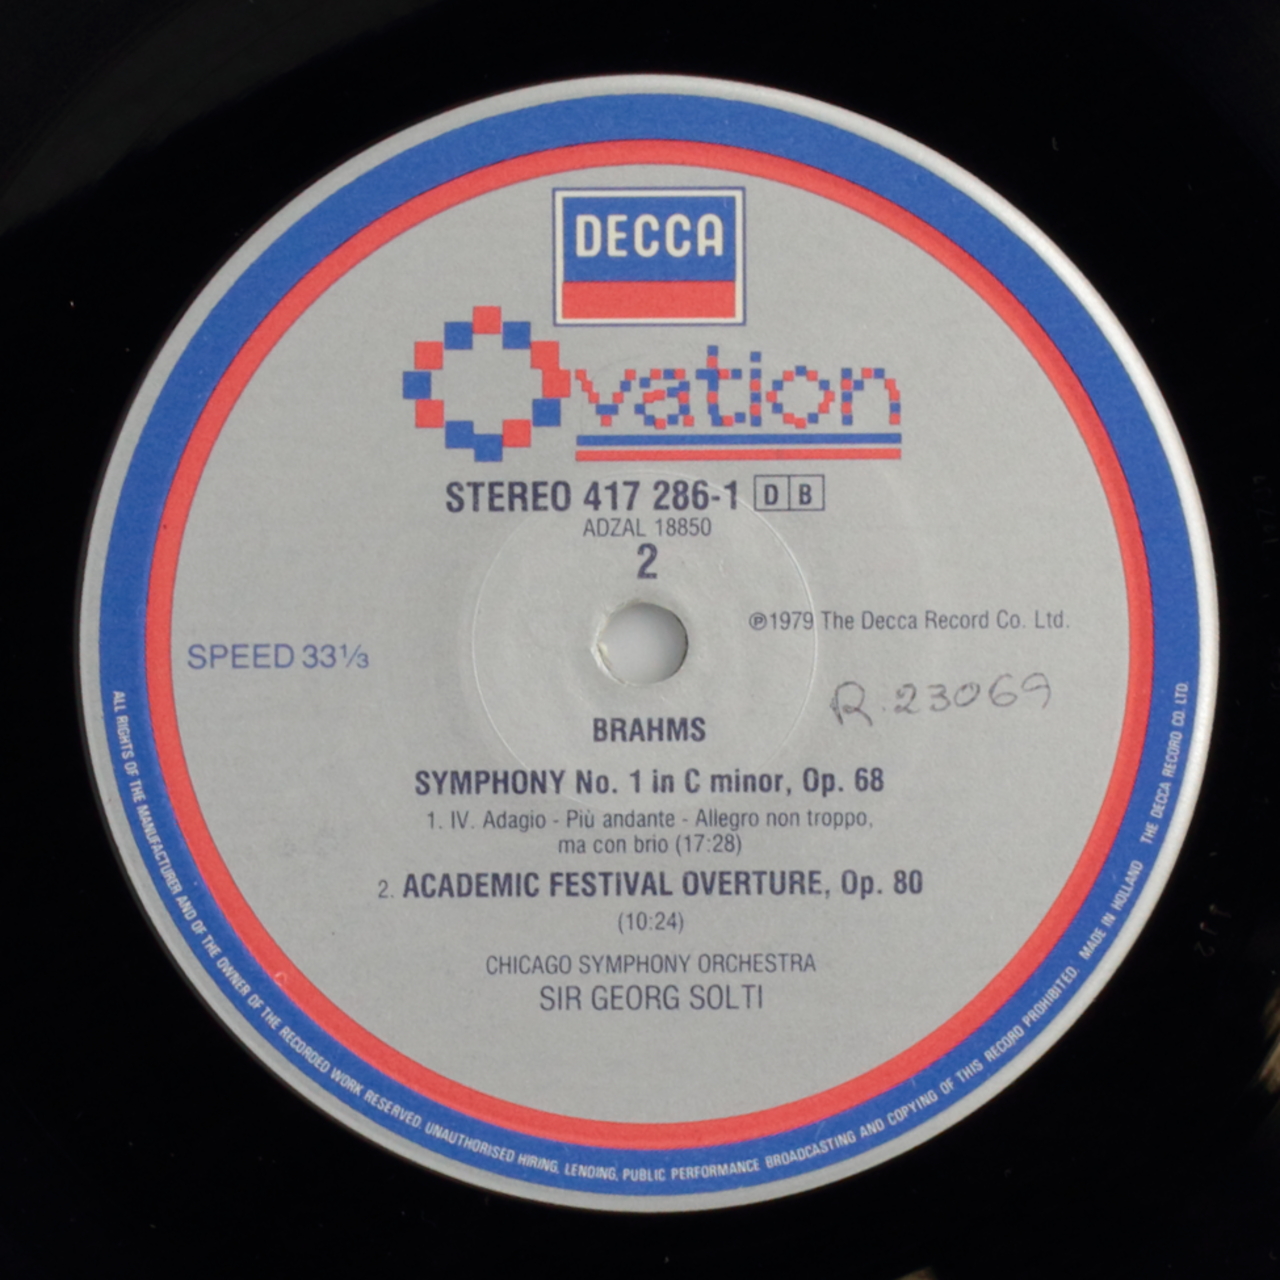 DECCA
Ovation
STEREO 417 286-1 D B
ADZAL 18850
2
℗1979 The Decca Record Co. Ltd.
SPEED 33⅓
R.23069
BRAHMS
SYMPHONY No. 1 in C minor, Op. 68
1. IV. Adagio - Più andante - Allegro non troppo,
ma con brio (17:28)
2. ACADEMIC FESTiVAL OVERTURE, Op. 80
(10:24)
CHICAGO SYMPHONY ORCHESTRA
SIR GEORG SOLTI
ALL RIGHTS OF THE MANUFACTURER AND OF THE OWNER OF THE RECORDED WORK RESERVED. UNAUTHORISED HIRING, LENDING, PUBLIC PERFORMANCE BROADCASTING AND COPYING OF THIS RECORD PROHIBITED. MADE IN HOLLAND THE DECCA RECORD CO. LTD.